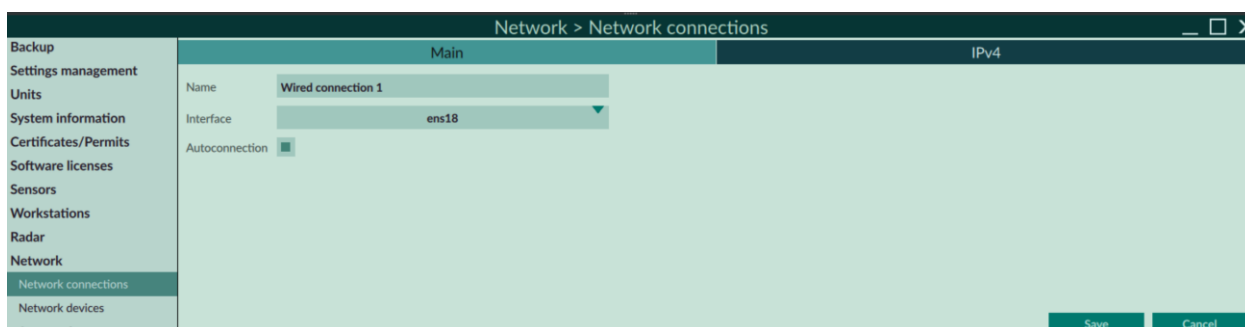 Network > Network connections
Backup
Settings management
Units
System information
Certificates/Permits
Software licenses
Sensors
Workstations
Radar
Network
Network connections
Network devices
Main
IPv4
Name
Wired connection 1
Interface
ens18
Autoconnection
Save
Cancel